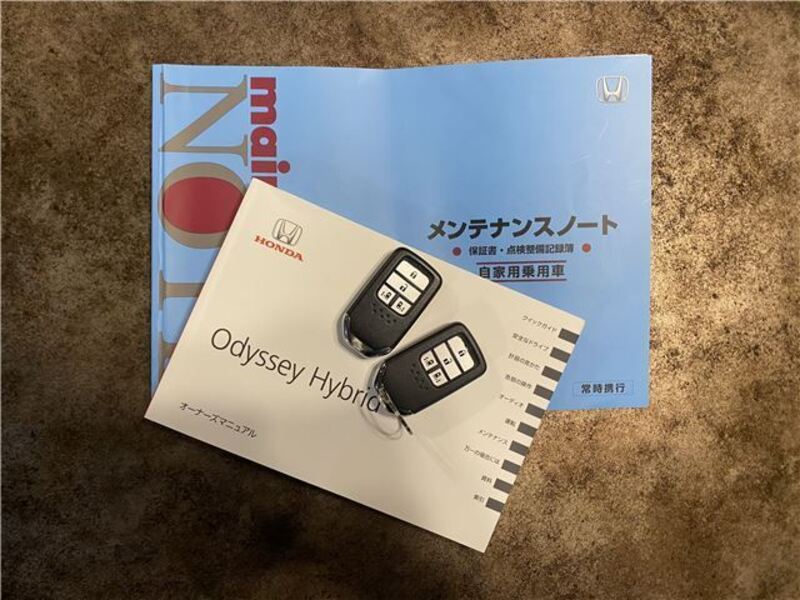 main
NO
メンテナンスノート
● 保証書・点検整備記録簿 ●
自家用乗用車
常時携行
HONDA
Odyssey Hybrid
オーナーズマニュアル
クイックガイド
安全なドライブ
計器の見かた
各部の操作
オーディオ
運転
メンテナンス
万一の場合には
資料
索引